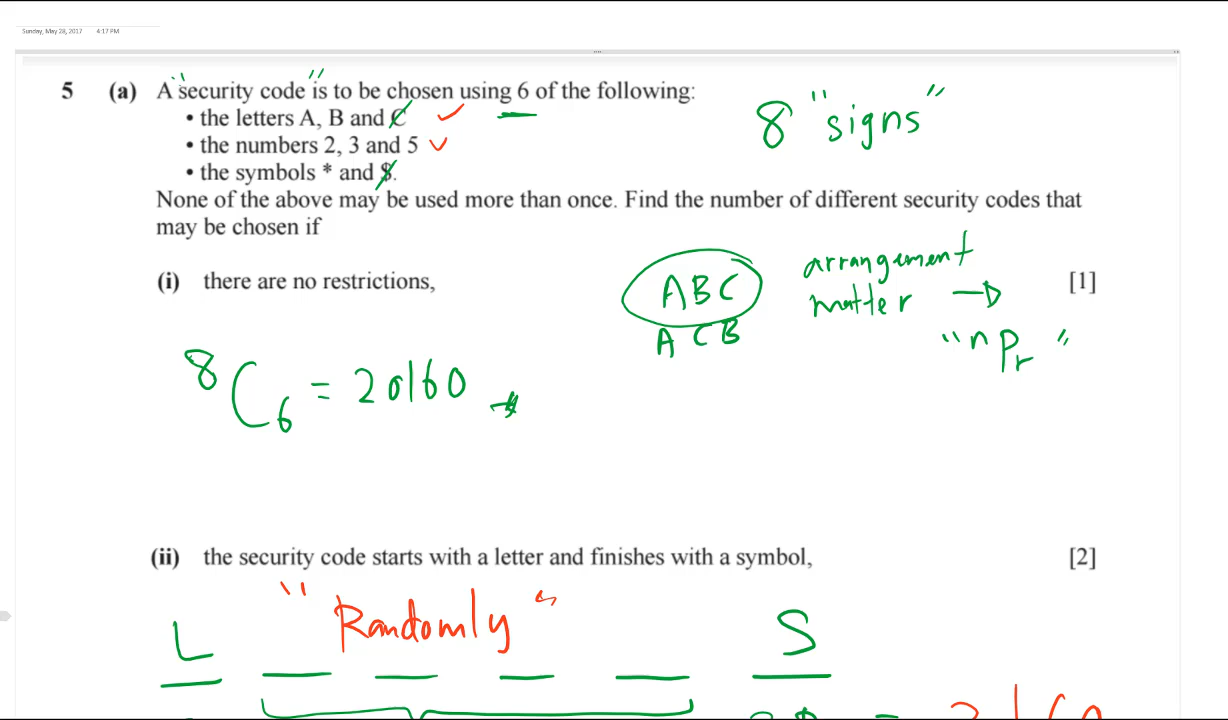 Sunday, May 28, 2017 4:17 PM
5 (a) A "security code" is to be chosen using 6 of the following:
• the letters A, B and C
• the numbers 2, 3 and 5
• the symbols * and $.
8 "signs"
None of the above may be used more than once. Find the number of different security codes that
may be chosen if
(i) there are no restrictions, [1]
ABC
ACB
arrangement
matter →
"nPr"
8C6 = 20160
(ii) the security code starts with a letter and finishes with a symbol, [2]
"Randomly"
L S